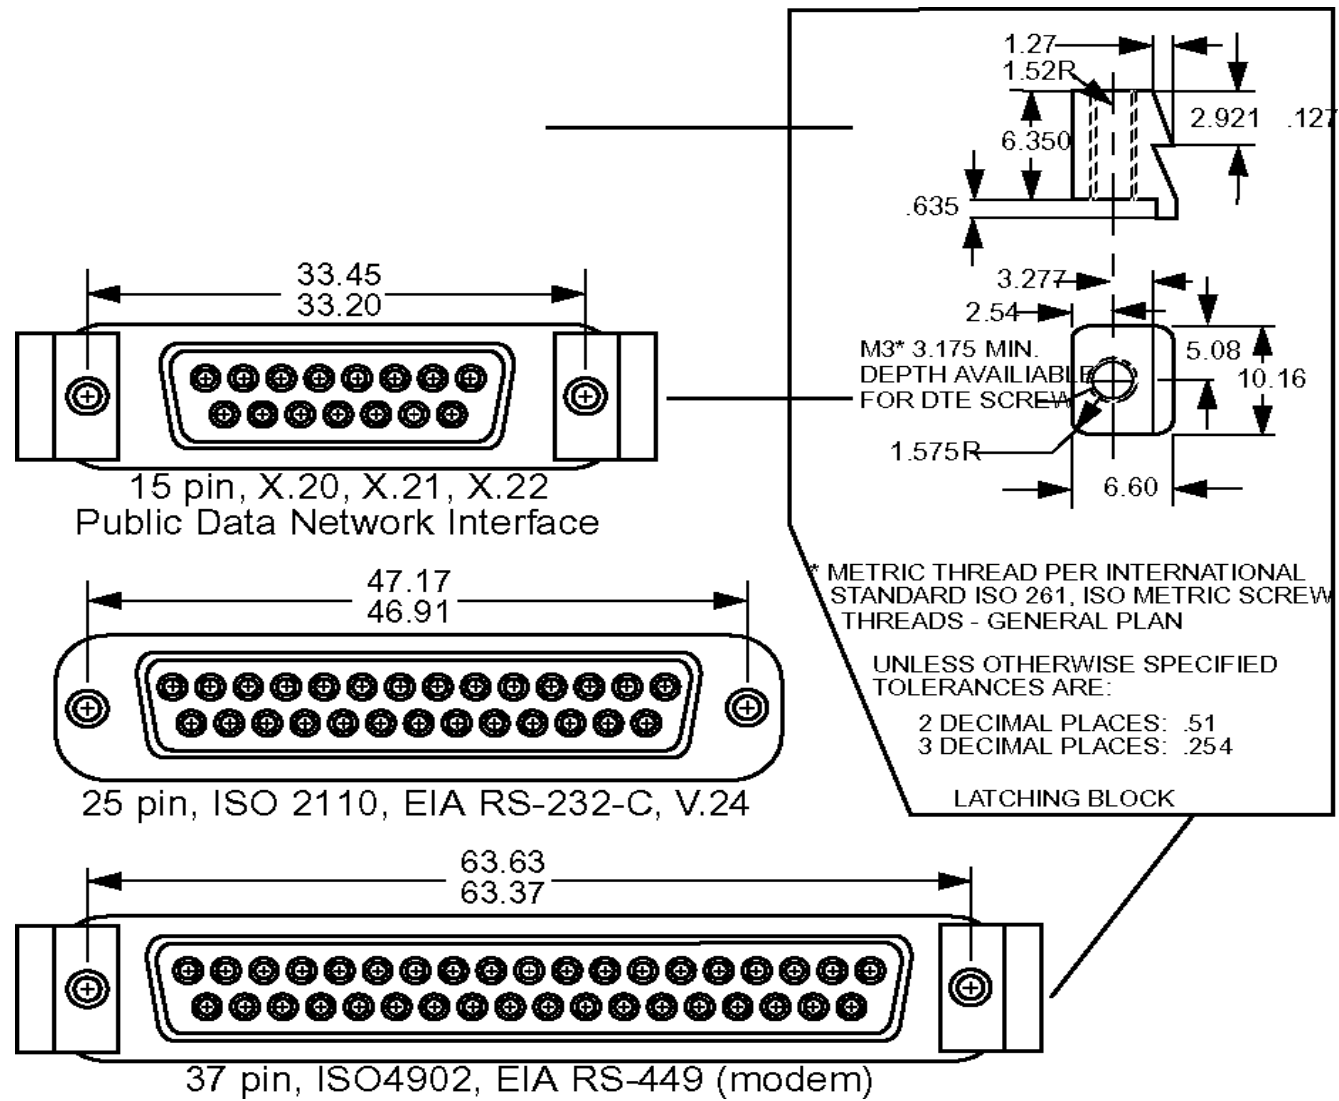 1.27
1.52R
2.921 .127
6.350
.635
3.277
2.54
M3* 3.175 MIN.
DEPTH AVAILIABLE
FOR DTE SCREW
5.08
10.16
1.575R
6.60
* METRIC THREAD PER INTERNATIONAL
STANDARD ISO 261, ISO METRIC SCREW
THREADS - GENERAL PLAN
UNLESS OTHERWISE SPECIFIED
TOLERANCES ARE:
2 DECIMAL PLACES: .51
3 DECIMAL PLACES: .254
LATCHING BLOCK
33.45
33.20
15 pin, X.20, X.21, X.22
Public Data Network Interface
47.17
46.91
25 pin, ISO 2110, EIA RS-232-C, V.24
63.63
63.37
37 pin, ISO4902, EIA RS-449 (modem)